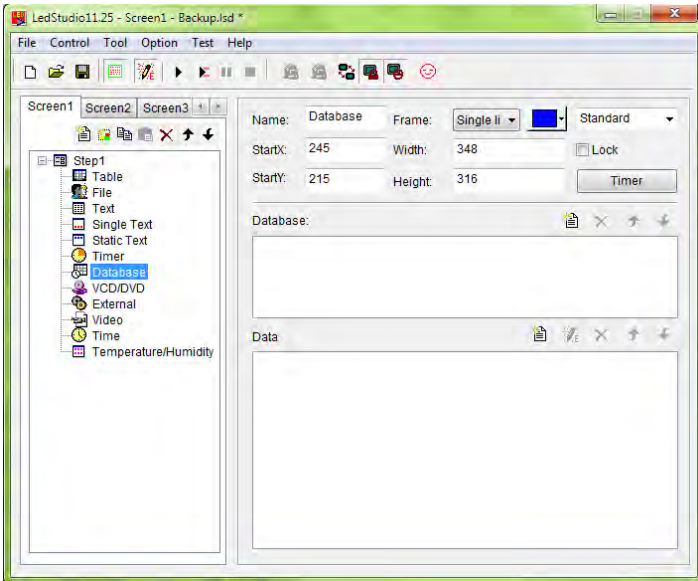 LedStudio11.25 - Screen1 - Backup.lsd *
File Control Tool Option Test Help
Screen1 Screen2 Screen3
Step1
Table
File
Text
Single Text
Static Text
Timer
Database
VCD/DVD
External
Video
Time
Temperature/Humidity
Name: Database Frame: Single li Standard
StartX: 245 Width: 348 Lock
StartY: 215 Height: 316 Timer
Database:
Data